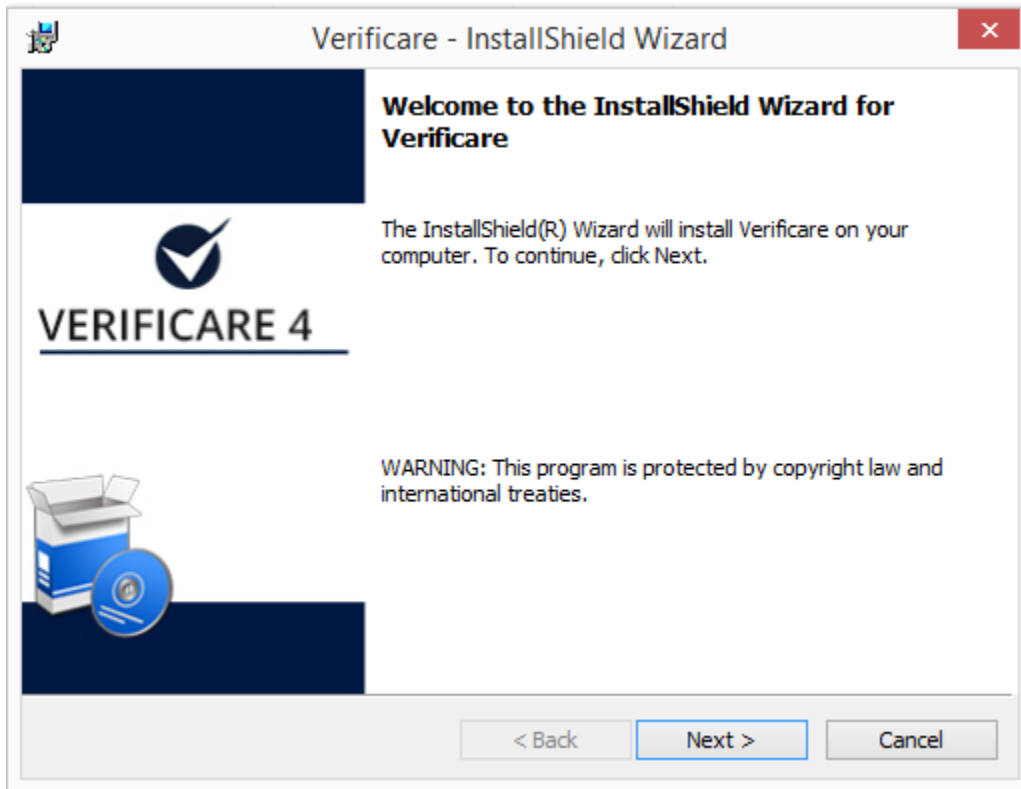 Verificare - InstallShield Wizard
Welcome to the InstallShield Wizard for
Verificare
The InstallShield(R) Wizard will install Verificare on your
computer. To continue, click Next.
VERIFICARE 4
WARNING: This program is protected by copyright law and
international treaties.
< Back
Next >
Cancel